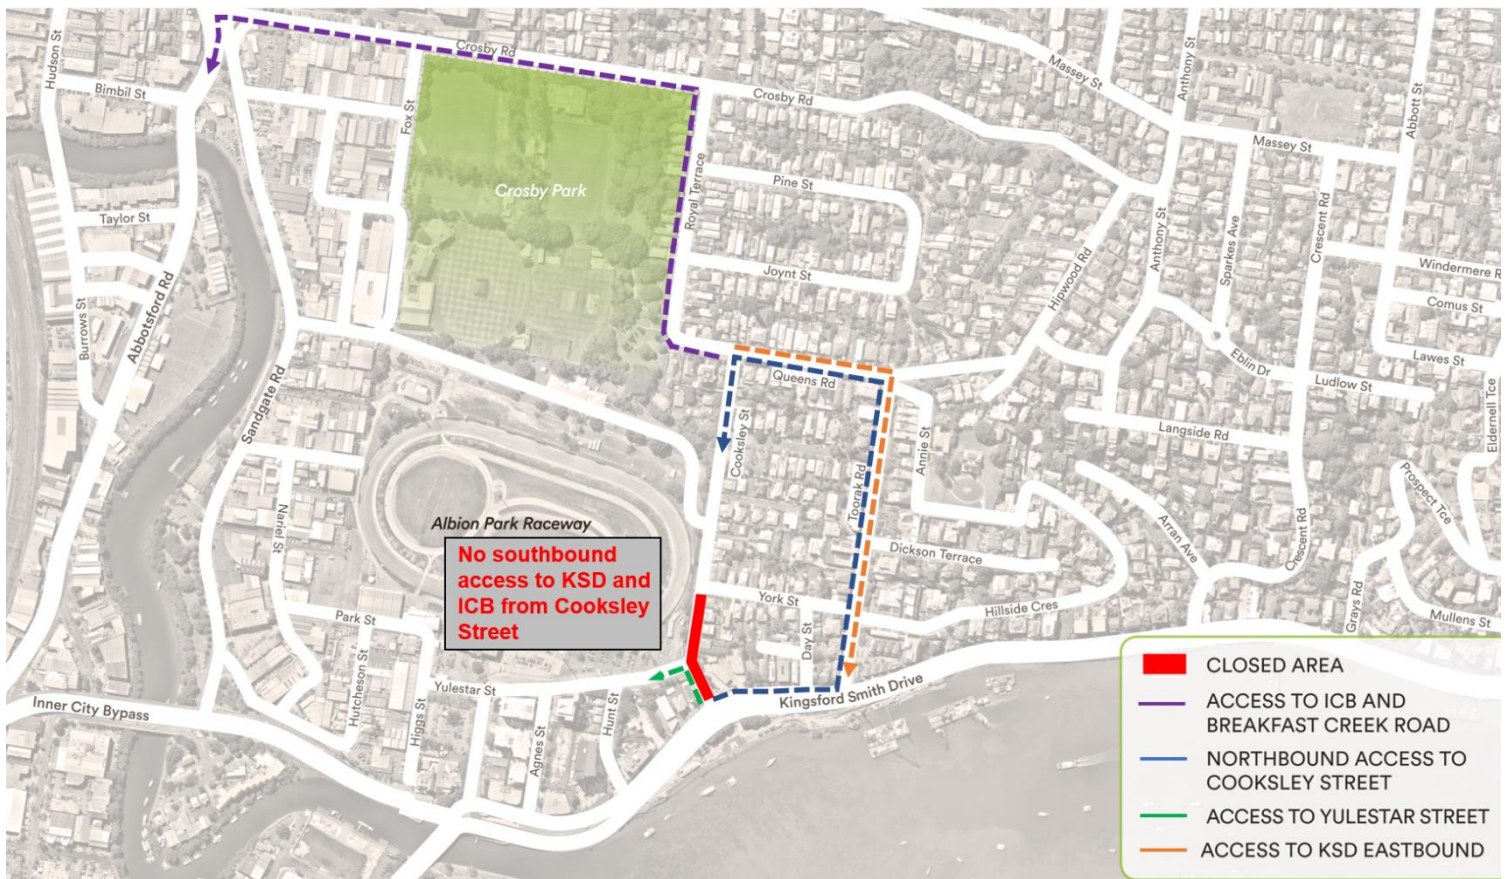 Hudson St
Bimbil St
Crosby Rd
Fox St
Crosby Rd
Massey St
Anthony St
Abbott St
Massey St
Crosby Park
Royal Terrace
Pine St
Joynt St
Taylor St
Abbotsford Rd
Burrows St
Sandgate Rd
Hipwood Rd
Anthony St
Sparkes Ave
Crescent Rd
Windermere R
Comus St
Lawes St
Eblin Dr
Ludlow St
Eldernell Tce
Queens Rd
Cooksley St
Toorak Rd
Annie St
Langside Rd
Prospect Tce
Arran Ave
Crescent Rd
Nariel St
Albion Park Raceway
No southbound
access to KSD and
ICB from Cooksley
Street
Dickson Terrace
York St
Day St
Hillside Cres
Grays Rd
Mullens St
Park St
Hutcheson St
Higgs St
Yulestar St
Agnes St
Hunt St
Inner City Bypass
Kingsford Smith Drive
CLOSED AREA
ACCESS TO ICB AND
BREAKFAST CREEK ROAD
NORTHBOUND ACCESS TO
COOKSLEY STREET
ACCESS TO YULESTAR STREET
ACCESS TO KSD EASTBOUND